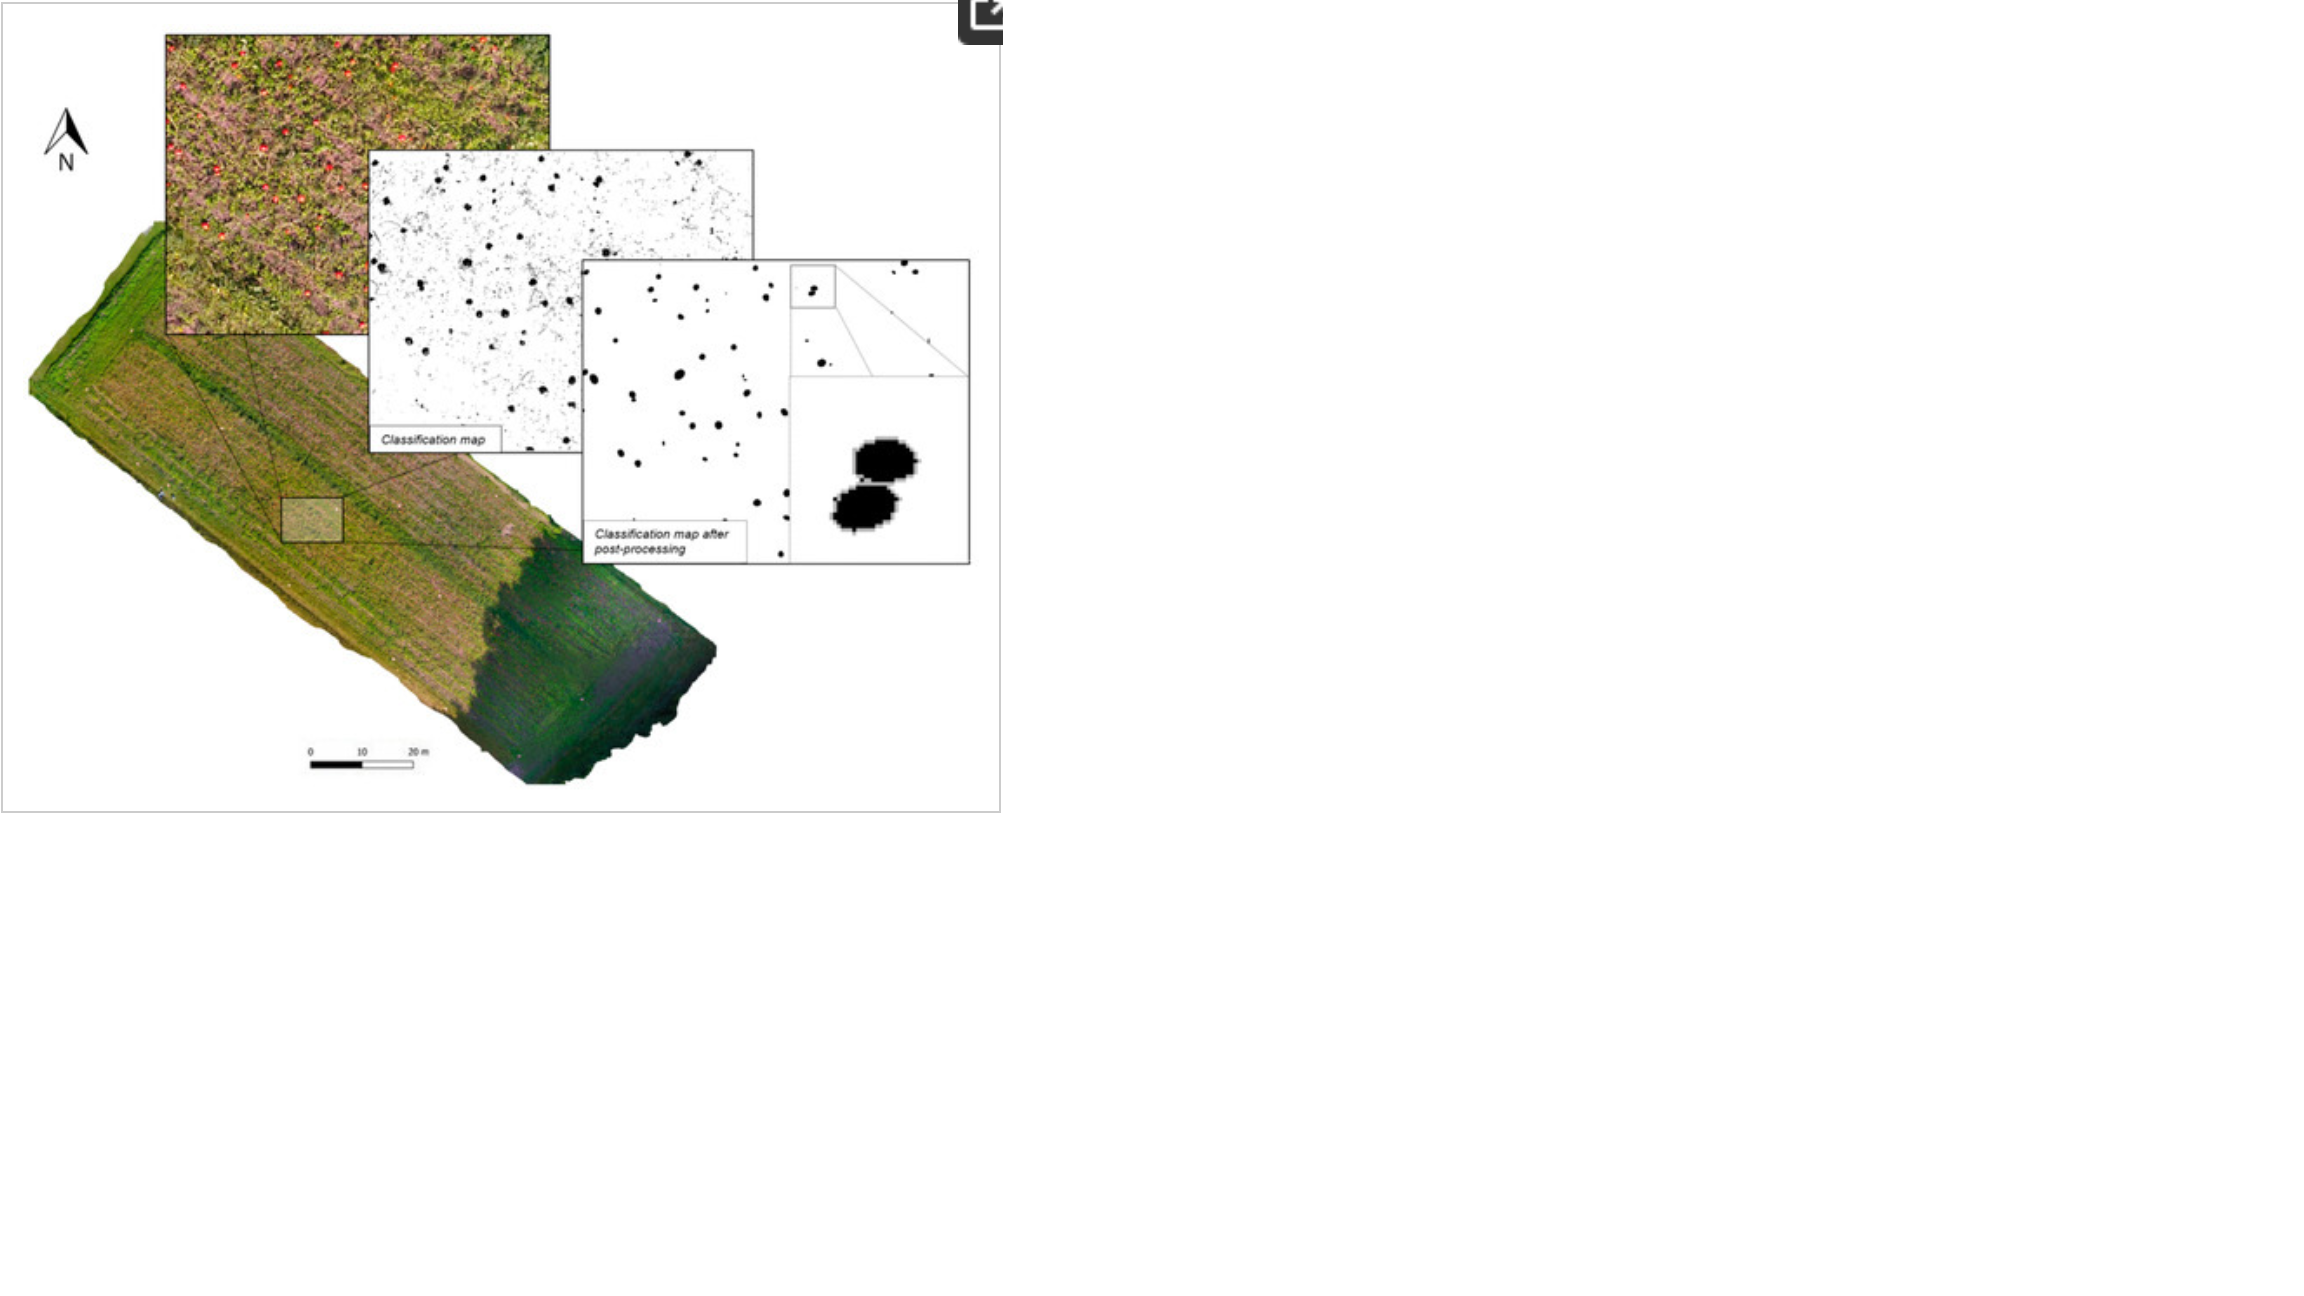 N
Classification map
Classification map after
post-processing
0 10 20 m